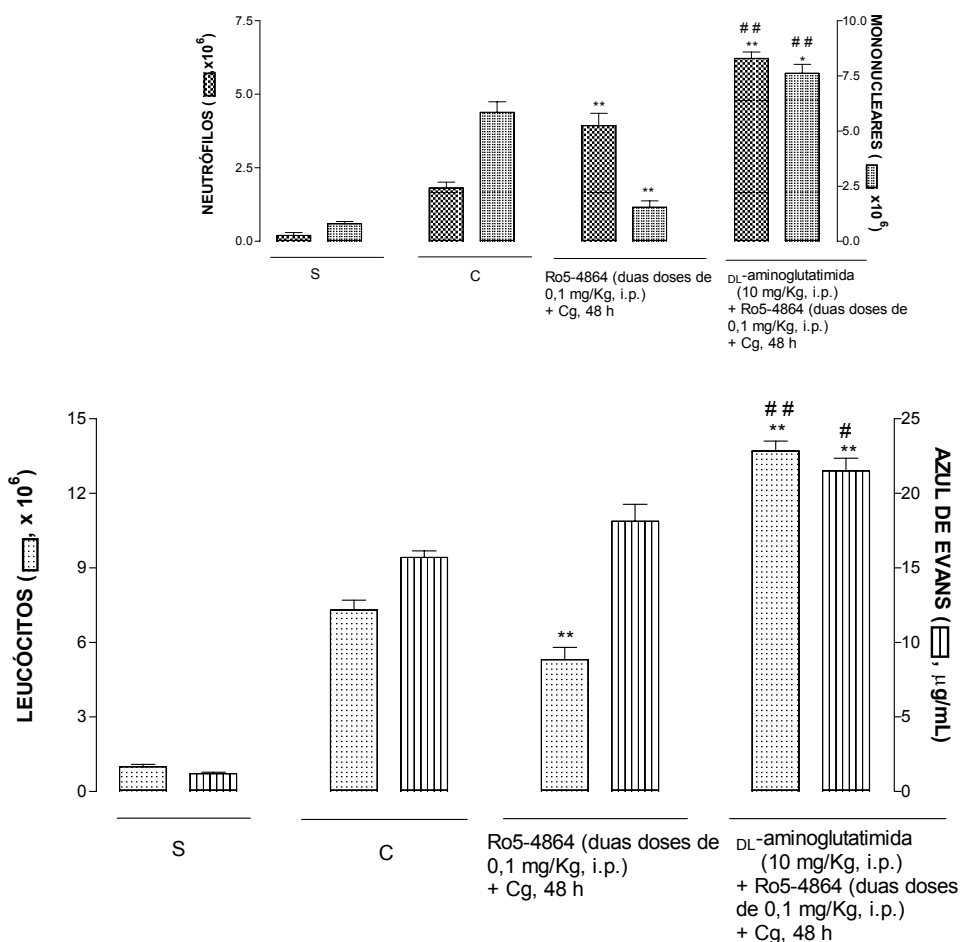 7.5
5.0
2.5
0.0
NEUTRÓFILOS ( , x10⁶)
10.0
7.5
5.0
2.5
0.0
MONONUCLEARES ( x10⁶)
**
**
# #
**
# #
*
S
C
Ro5-4864 (duas doses de
0,1 mg/Kg, i.p.)
+ Cg, 48 h
DL-aminoglutatimida
(10 mg/Kg, i.p.)
+ Ro5-4864 (duas doses de
0,1 mg/Kg, i.p.)
+ Cg, 48 h
15
12
9
6
3
0
LEUCÓCITOS ( , x 10⁶)
25
20
15
10
5
0
AZUL DE EVANS ( , µg/mL)
**
# #
**
#
**
S
C
Ro5-4864 (duas doses de
0,1 mg/Kg, i.p.)
+ Cg, 48 h
DL-aminoglutatimida
(10 mg/Kg, i.p.)
+ Ro5-4864 (duas doses
de 0,1 mg/Kg, i.p.)
+ Cg, 48 h